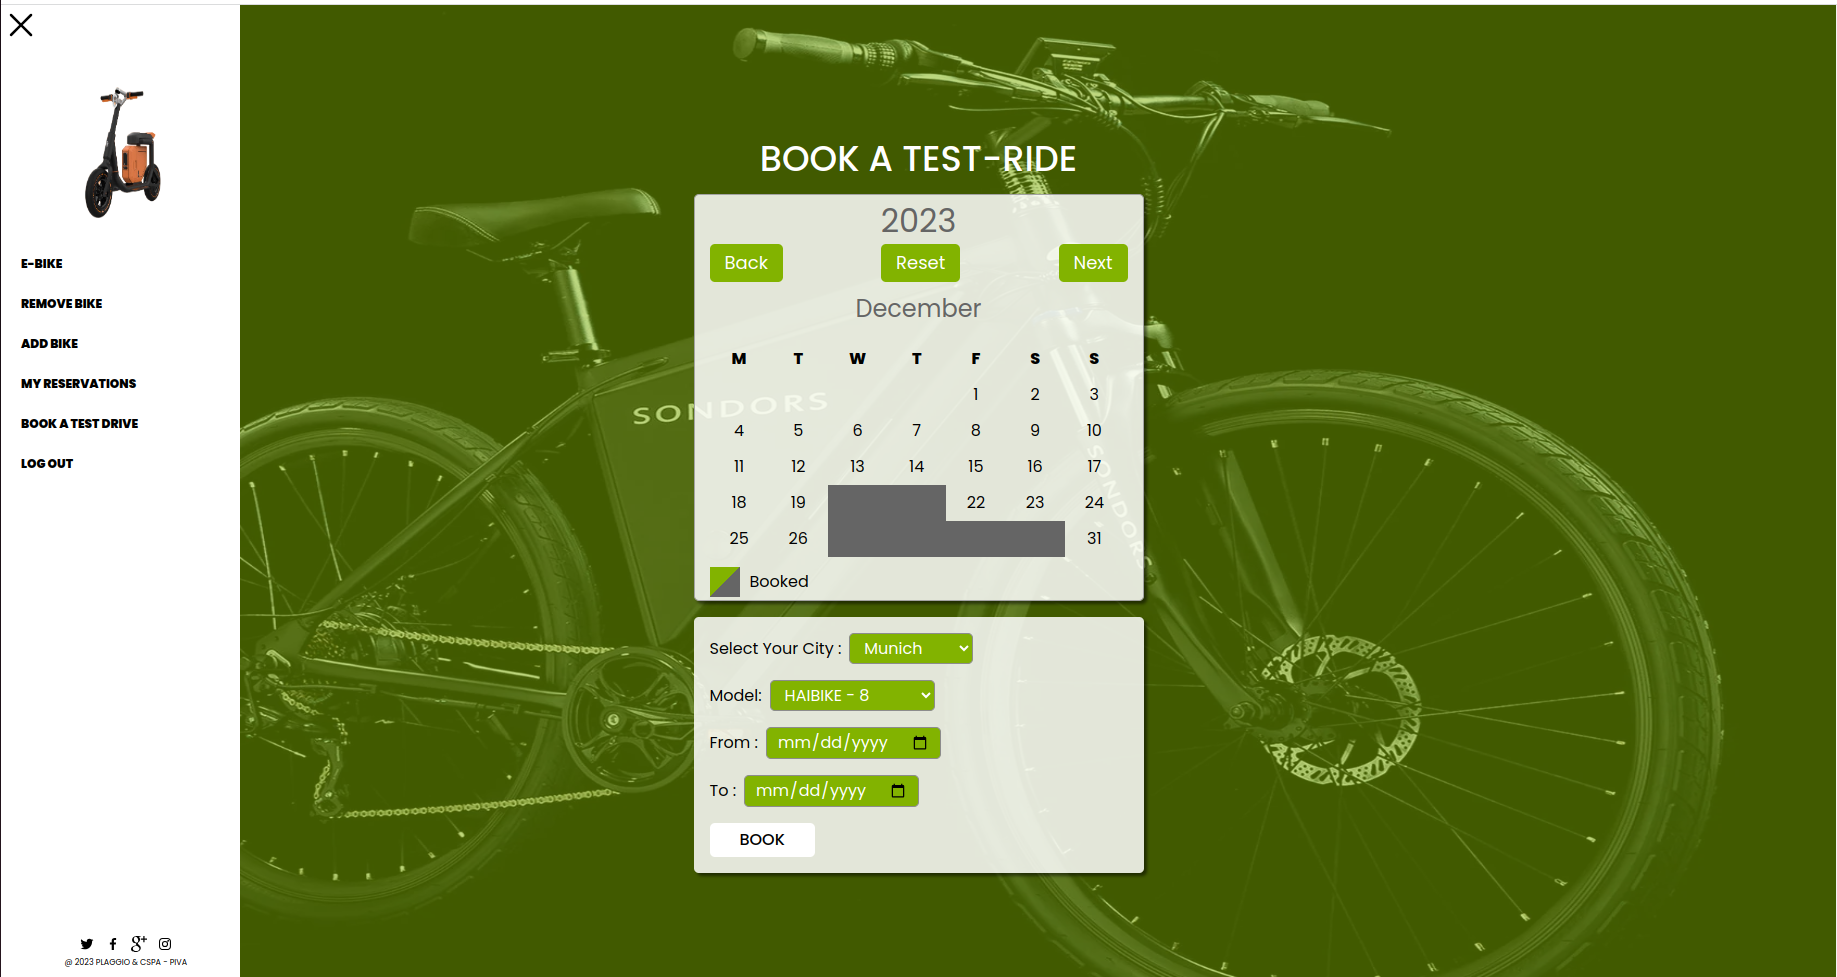 E-BIKE
REMOVE BIKE
ADD BIKE
MY RESERVATIONS
BOOK A TEST DRIVE
LOG OUT
@ 2023 PLAGGIO & CSPA - PIVA
BOOK A TEST-RIDE
2023
Back Reset Next
December
M T W T F S S
1 2 3
4 5 6 7 8 9 10
11 12 13 14 15 16 17
18 19 22 23 24
25 26 31
Booked
Select Your City : Munich
Model: HAIBIKE - 8
From : mm/dd/yyyy
To : mm/dd/yyyy
BOOK
SONDORS
SONDORS